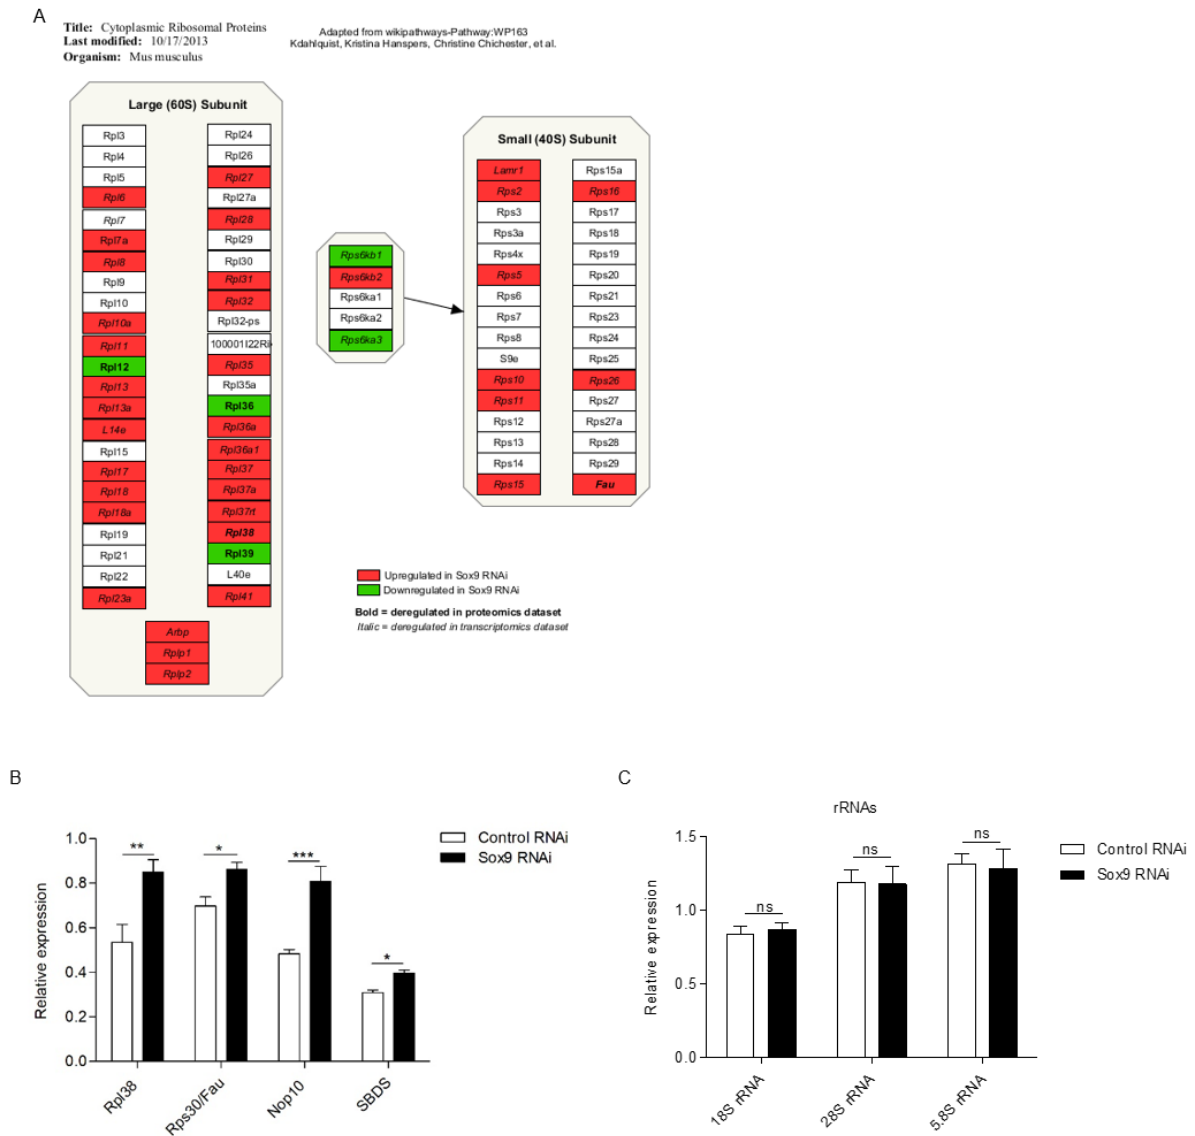 A
Title: Cytoplasmic Ribosomal Proteins
Last modified: 10/17/2013
Organism: Mus musculus
Adapted from wikipathways-Pathway:WP163
Kdahlquist, Kristina Hanspers, Christine Chichester, et al.
Large (60S) Subunit
Rpl3
Rpl4
Rpl5
Rpl6
Rpl7
Rpl7a
Rpl8
Rpl9
Rpl10
Rpl10a
Rpl11
Rpl12
Rpl13
Rpl13a
L14e
Rpl15
Rpl17
Rpl18
Rpl18a
Rpl19
Rpl21
Rpl22
Rpl23a
Rpl24
Rpl26
Rpl27
Rpl27a
Rpl28
Rpl29
Rpl30
Rpl31
Rpl32
Rpl32-ps
100001I22Rik
Rpl35
Rpl35a
Rpl36
Rpl36a
Rpl36a1
Rpl37
Rpl37a
Rpl37rt
Rpl38
Rpl39
L40e
Rpl41
Arbp
Rplp1
Rplp2
Rps6kb1
Rps6kb2
Rps6ka1
Rps6ka2
Rps6ka3
Small (40S) Subunit
Lamr1
Rps2
Rps3
Rps3a
Rps4x
Rps5
Rps6
Rps7
Rps8
S9e
Rps10
Rps11
Rps12
Rps13
Rps14
Rps15
Rps15a
Rps16
Rps17
Rps18
Rps19
Rps20
Rps21
Rps23
Rps24
Rps25
Rps26
Rps27
Rps27a
Rps28
Rps29
Fau
Upregulated in Sox9 RNAi
Downregulated in Sox9 RNAi
Bold = deregulated in proteomics dataset
Italic = deregulated in transcriptomics dataset
B
Relative expression
1.0
0.8
0.6
0.4
0.2
0.0
**
*
***
*
Control RNAi
Sox9 RNAi
Rpl38
Rps30/Fau
Nop10
SBDS
C
rRNAs
Relative expression
1.5
1.0
0.5
0.0
ns
ns
ns
Control RNAi
Sox9 RNAi
18S rRNA
28S rRNA
5.8S rRNA